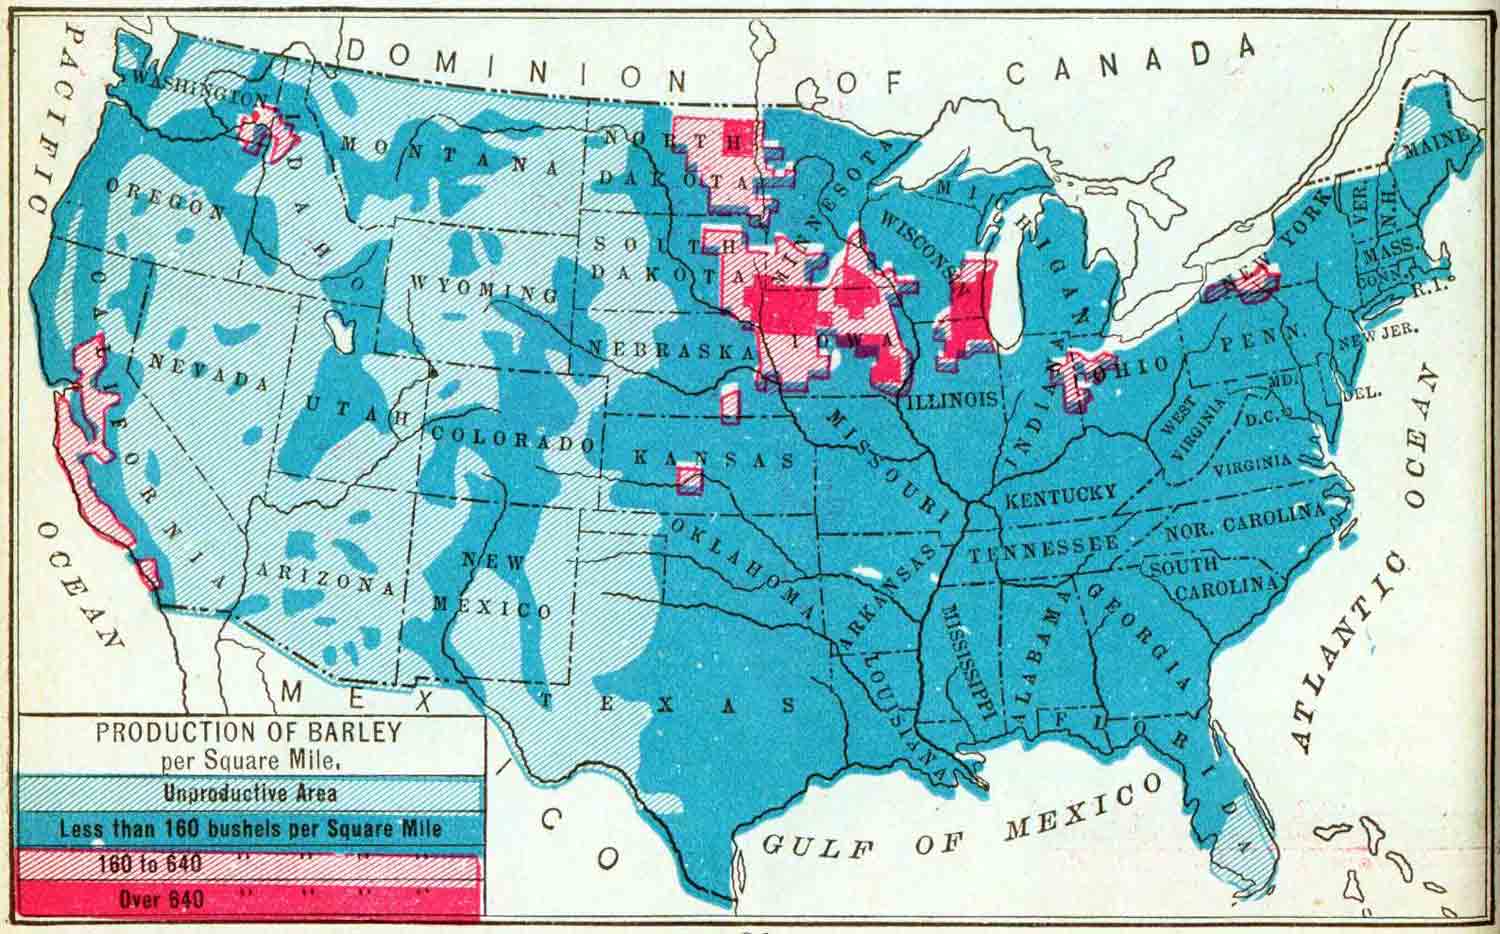 DOMINION OF CANADA
PACIFIC
OCEAN
WASHINGTON
IDAHO
MONTANA
NORTH
DAKOTA
MINNESOTA
MICHIGAN
MAINE
OREGON
SOUTH
DAKOTA
WISCONSIN
NEW YORK
VER.
N.H.
MASS.
CONN.
R.I.
WYOMING
CALIFORNIA
NEVADA
UTAH
COLORADO
NEBRASKA
IOWA
ILLINOIS
INDIANA
OHIO
PENN.
NEW JER.
MD.
DEL.
D.C.
WEST
VIRGINIA
VIRGINIA
KANSAS
MISSOURI
KENTUCKY
TENNESSEE
NOR. CAROLINA
SOUTH
CAROLINA
ARIZONA
NEW
MEXICO
OKLAHOMA
ARKANSAS
MISSISSIPPI
ALABAMA
GEORGIA
TEXAS
LOUISIANA
FLORIDA
MEXICO
GULF OF MEXICO
ATLANTIC OCEAN
PRODUCTION OF BARLEY
per Square Mile.
Unproductive Area
Less than 160 bushels per Square Mile
160 to 640 " " " "
Over 640 " " " "